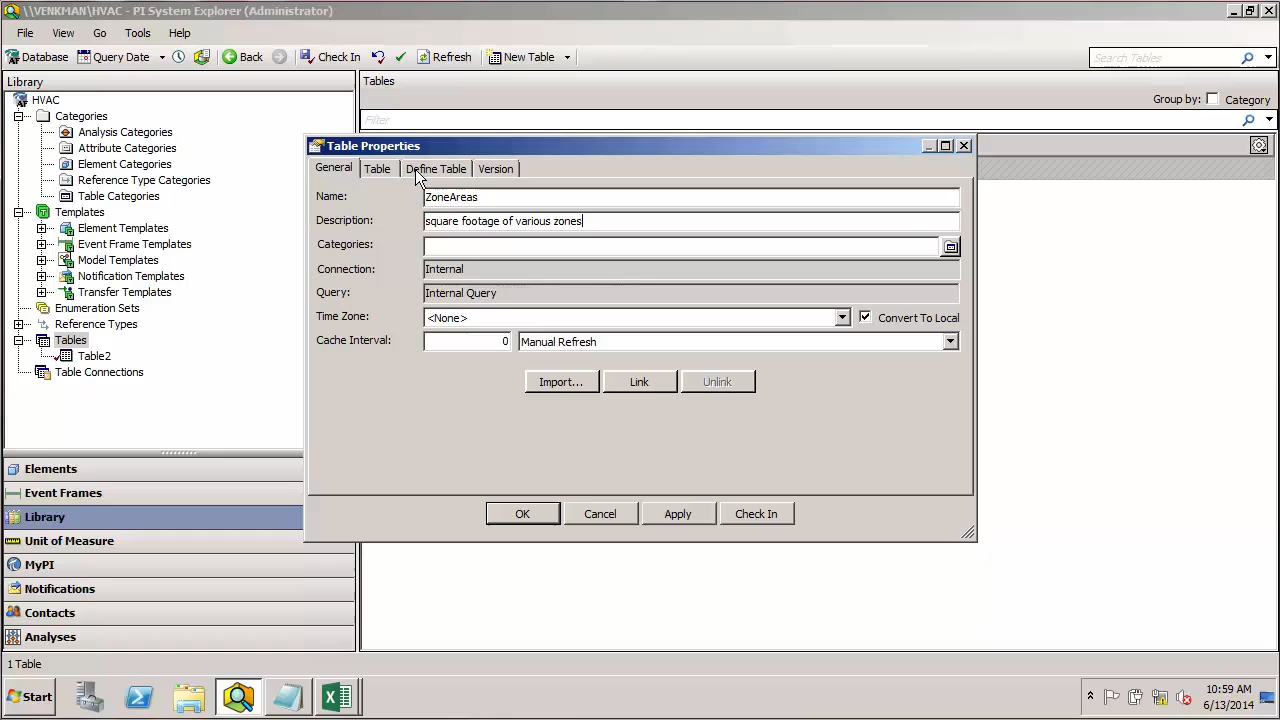 \\VENKMAN\HVAC - PI System Explorer (Administrator)
File View Go Tools Help
Database Query Date Back Check In Refresh New Table Search Tables
Library
HVAC
Categories
Analysis Categories
Attribute Categories
Element Categories
Reference Type Categories
Table Categories
Templates
Element Templates
Event Frame Templates
Model Templates
Notification Templates
Transfer Templates
Enumeration Sets
Reference Types
Tables
Table2
Table Connections
Elements
Event Frames
Library
Unit of Measure
MyPI
Notifications
Contacts
Analyses
Tables
Group by: Category
Filter
Table Properties
General Table Define Table Version
Name: ZoneAreas
Description: square footage of various zones
Categories:
Connection: Internal
Query: Internal Query
Time Zone: <None> Convert To Local
Cache Interval: 0 Manual Refresh
Import... Link Unlink
OK Cancel Apply Check In
1 Table
Start
10:59 AM
6/13/2014